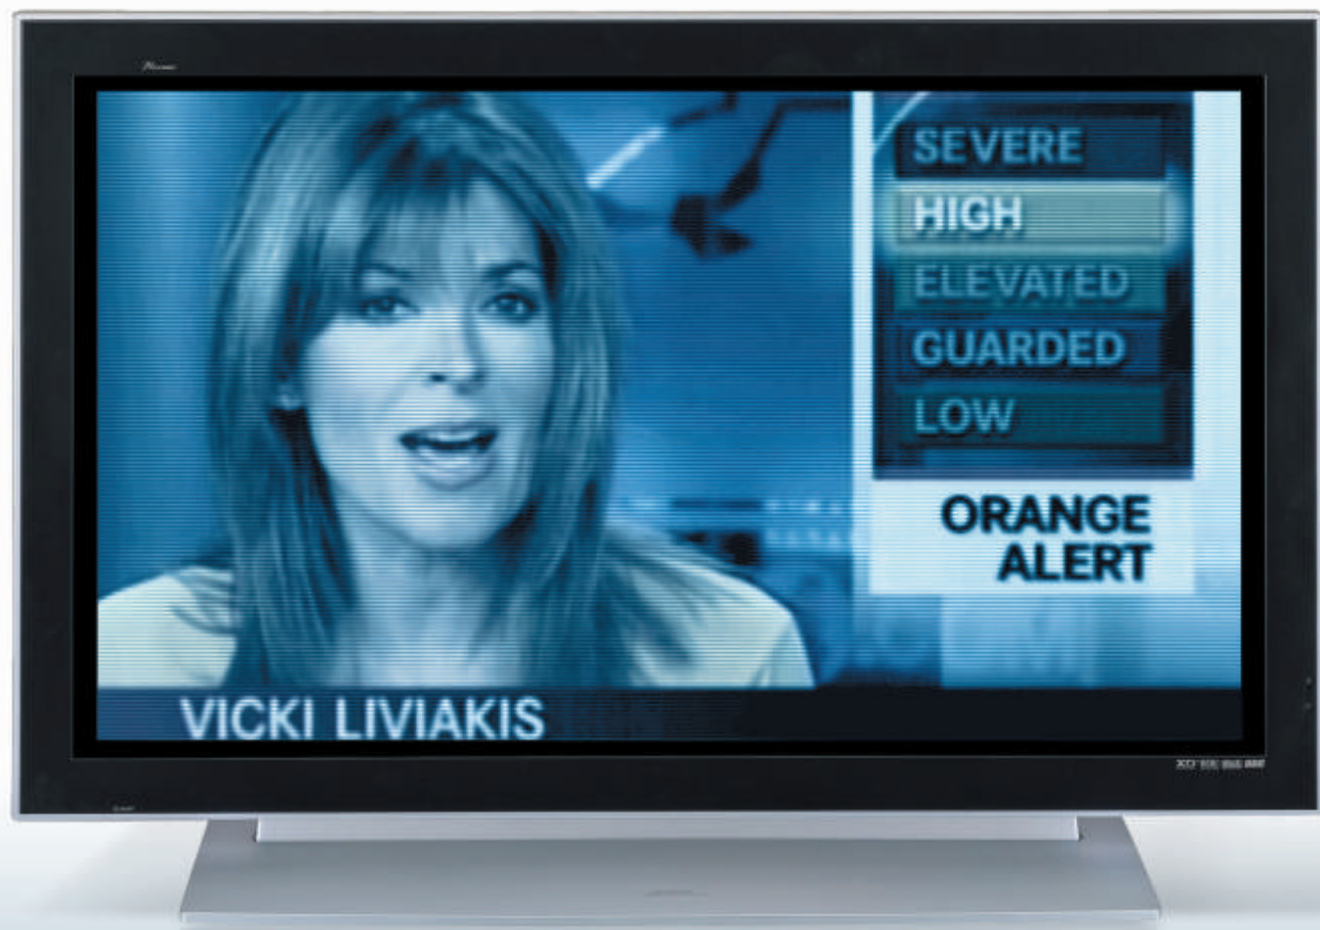 SEVERE
HIGH
ELEVATED
GUARDED
LOW
ORANGE
ALERT
VICKI LIVIAKIS